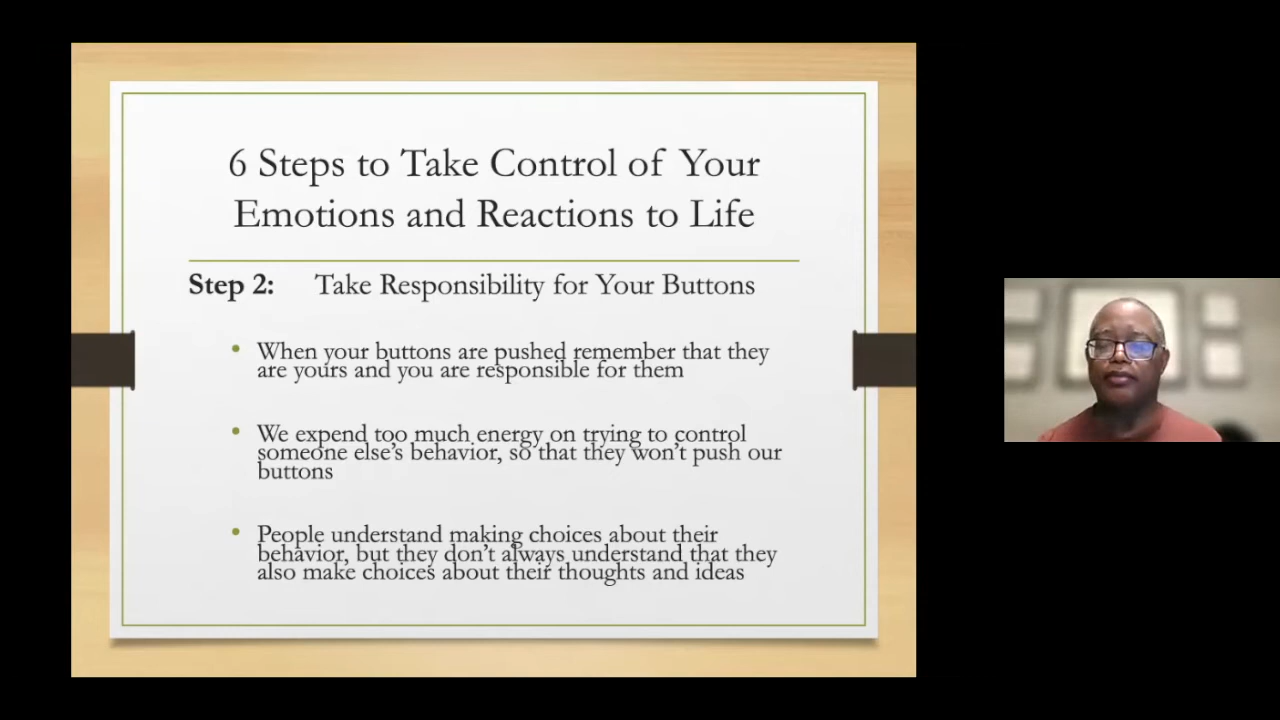 6 Steps to Take Control of Your
Emotions and Reactions to Life
Step 2: Take Responsibility for Your Buttons
• When your buttons are pushed remember that they
are yours and you are responsible for them
• We expend too much energy on trying to control
someone else’s behavior, so that they won’t push our
buttons
• People understand making choices about their
behavior, but they don’t always understand that they
also make choices about their thoughts and ideas